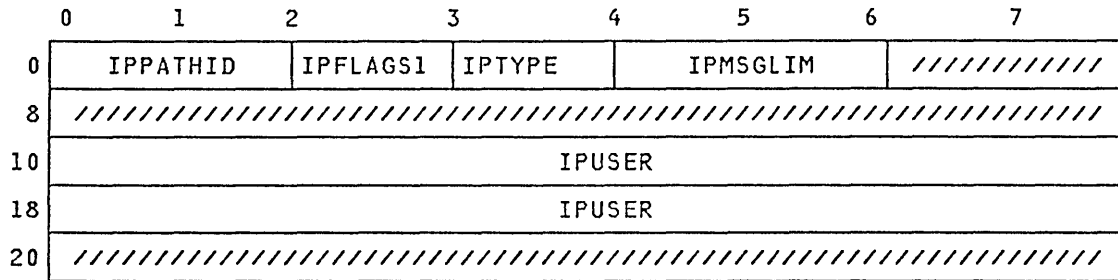 0 1 2 3 4 5 6 7
0 IPPATHID IPFLAGS1 IPTYPE IPMSGLIM ////////////
8 ////////////////////////////////////////////////////
10 IPUSER
18 IPUSER
20 ////////////////////////////////////////////////////